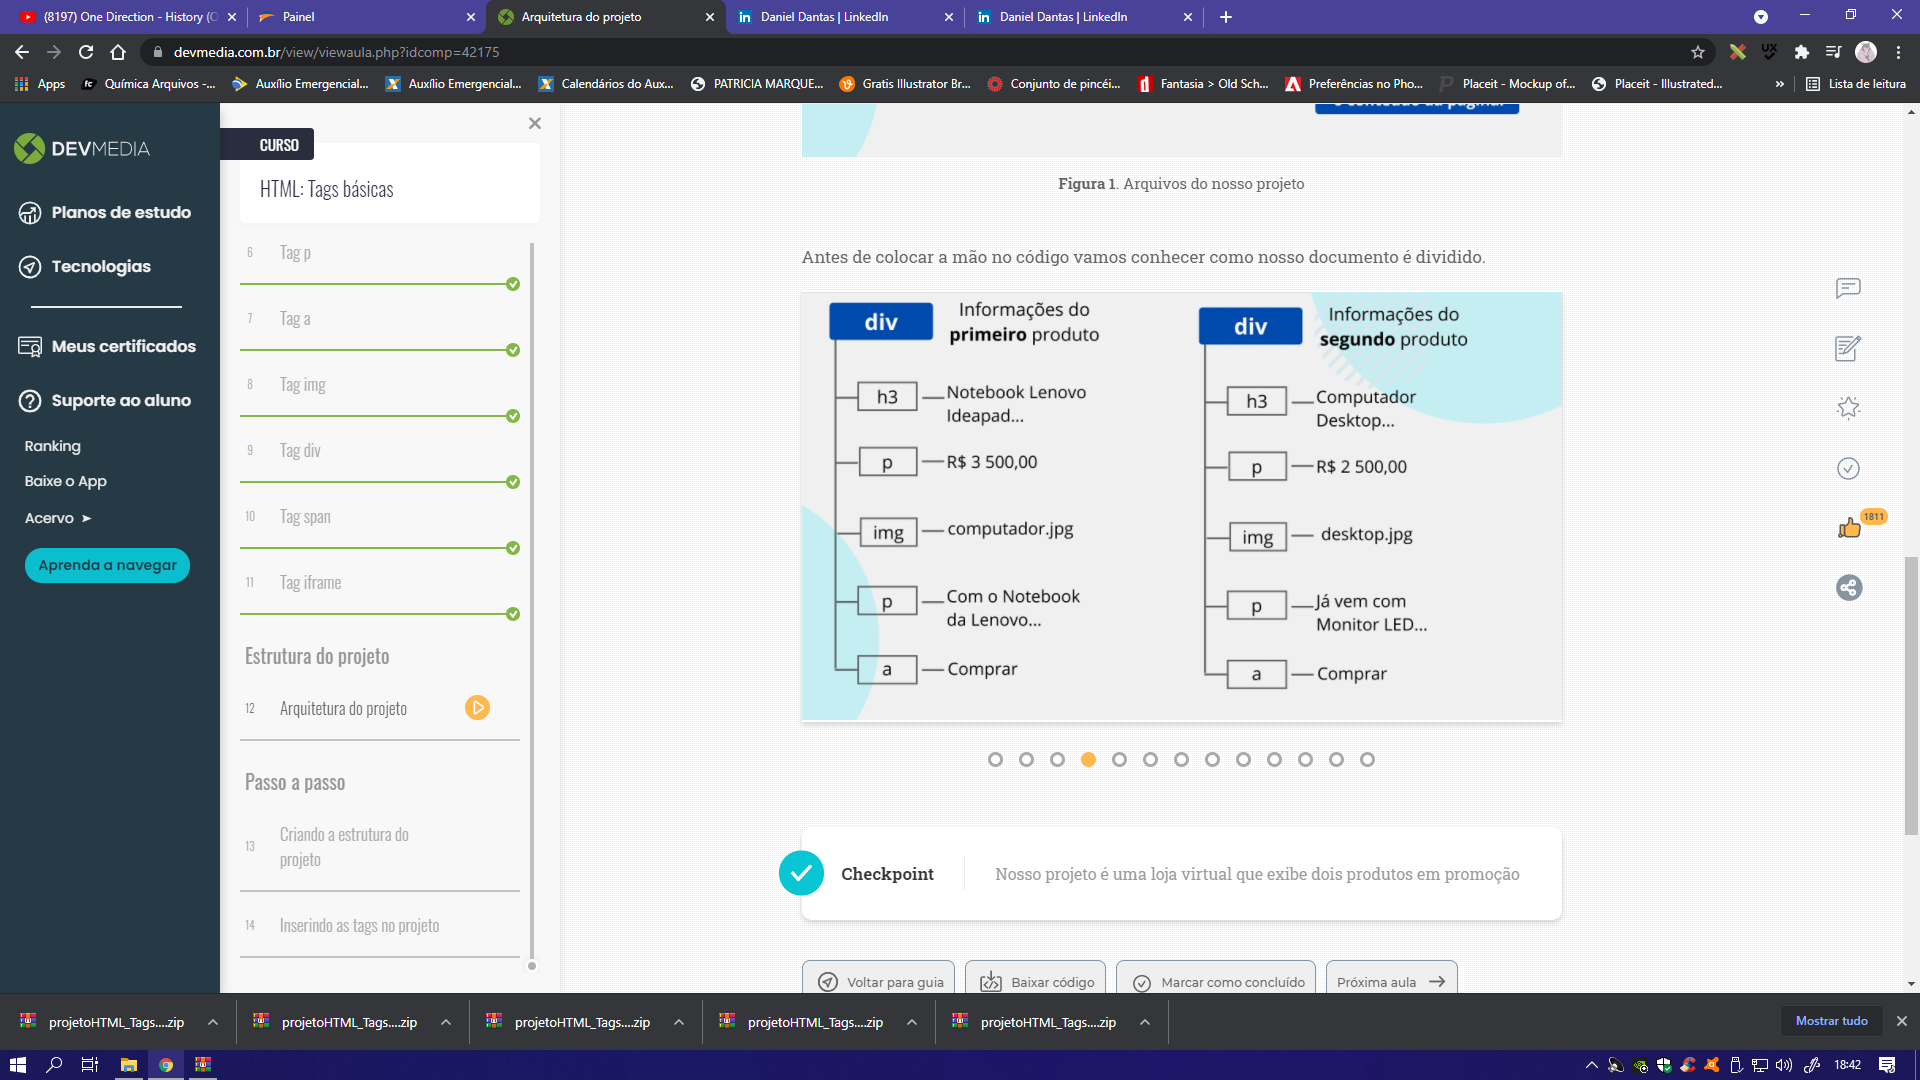 (8197) One Direction - History (O
Painel
Arquitetura do projeto
Daniel Dantas | LinkedIn
Daniel Dantas | LinkedIn
devmedia.com.br/view/viewaula.php?idcomp=42175
Apps
Química Arquivos -...
Auxílio Emergencial...
Auxílio Emergencial...
Calendários do Aux...
PATRICIA MARQUE...
Gratis Illustrator Br...
Conjunto de pincéi...
Fantasia > Old Sch...
Preferências no Pho...
Placeit - Mockup of...
Placeit - Illustrated...
»
Lista de leitura
DEVMEDIA
Planos de estudo
Tecnologias
Meus certificados
Suporte ao aluno
Ranking
Baixe o App
Acervo ➤
Aprenda a navegar
CURSO
HTML: Tags básicas
6 Tag p
7 Tag a
8 Tag img
9 Tag div
10 Tag span
11 Tag iframe
Estrutura do projeto
12 Arquitetura do projeto
Passo a passo
13 Criando a estrutura do
projeto
14 Inserindo as tags no projeto
Figura 1. Arquivos do nosso projeto
Antes de colocar a mão no código vamos conhecer como nosso documento é dividido.
div
Informações do
primeiro produto
h3
Notebook Lenovo
Ideapad...
p
R$ 3 500,00
img
computador.jpg
p
Com o Notebook
da Lenovo...
a
Comprar
div
Informações do
segundo produto
h3
Computador
Desktop...
p
R$ 2 500,00
img
desktop.jpg
p
Já vem com
Monitor LED...
a
Comprar
1811
Checkpoint
Nosso projeto é uma loja virtual que exibe dois produtos em promoção
Voltar para guia
Baixar código
Marcar como concluído
Próxima aula
projetoHTML_Tags....zip
projetoHTML_Tags....zip
projetoHTML_Tags....zip
projetoHTML_Tags....zip
projetoHTML_Tags....zip
Mostrar tudo
18:42